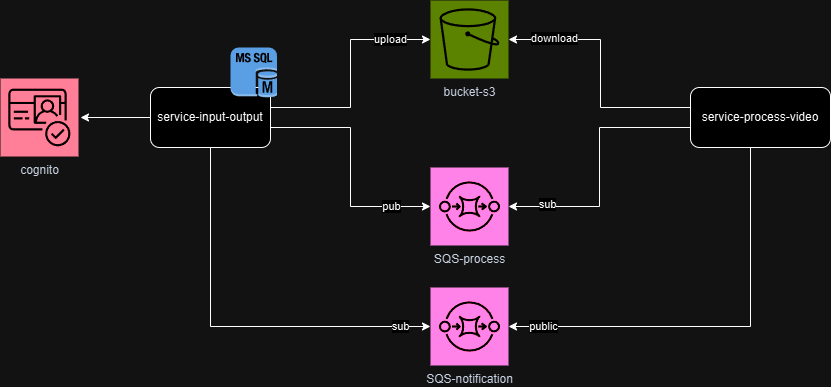 upload
download
MS SQL
M
bucket-s3
service-input-output
service-process-video
cognito
pub
sub
SQS-process
sub
public
SQS-notification